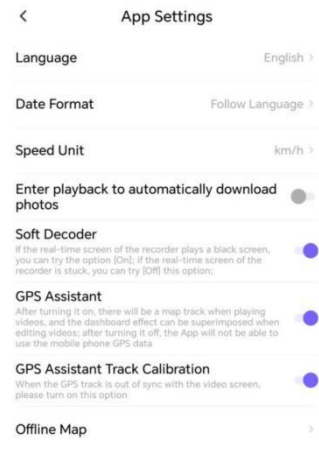 App Settings
Language English
Date Format Follow Language
Speed Unit km/h
Enter playback to automatically download
photos
Soft Decoder
If the real-time screen of the recorder plays a black screen,
you can try the option [On]; if the real-time screen of the
recorder is stuck, you can try [Off] this option;
GPS Assistant
After turning it on, there will be a map track when playing
videos, and the dashboard effect can be superimposed when
editing videos; after turning it off, the App will not be able to
use the mobile phone GPS data
GPS Assistant Track Calibration
When the GPS track is out of sync with the video screen,
please turn on this option
Offline Map